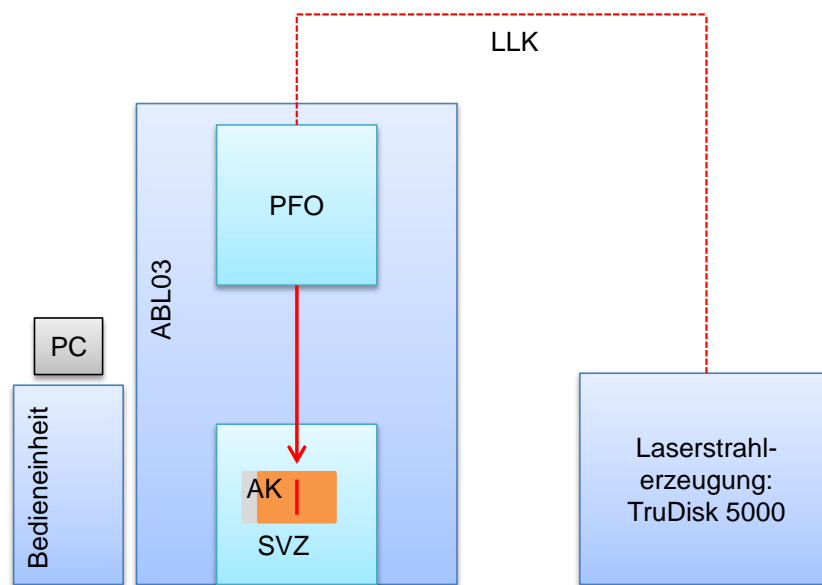 LLK
PFO
ABL03
PC
Bedieneinheit
AK
SVZ
Laserstrahl-
erzeugung:
TruDisk 5000